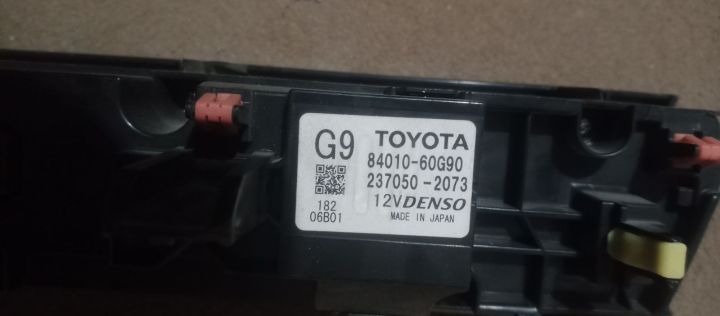 G9 TOYOTA
84010-60G90
237050-2073
182 12V DENSO
06B01 MADE IN JAPAN